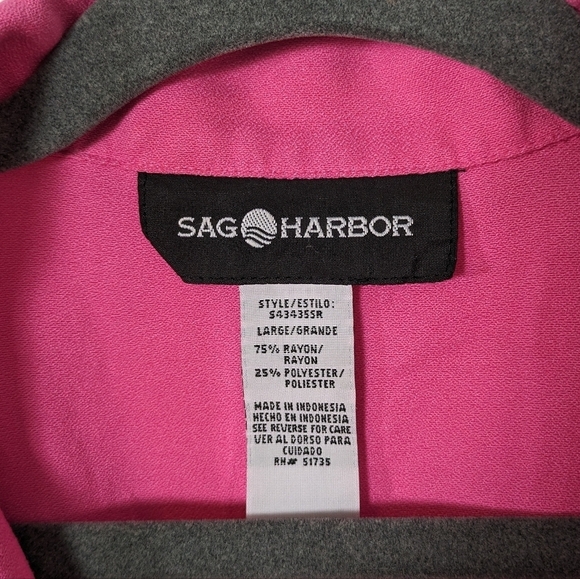 SAG HARBOR
STYLE/ESTILO:
S43435SR
LARGE/GRANDE
75% RAYON/
RAYON
25% POLYESTER/
POLIESTER
MADE IN INDONESIA
HECHO EN INDONESIA
SEE REVERSE FOR CARE
VER AL DORSO PARA
CUIDADO
RN# 51735